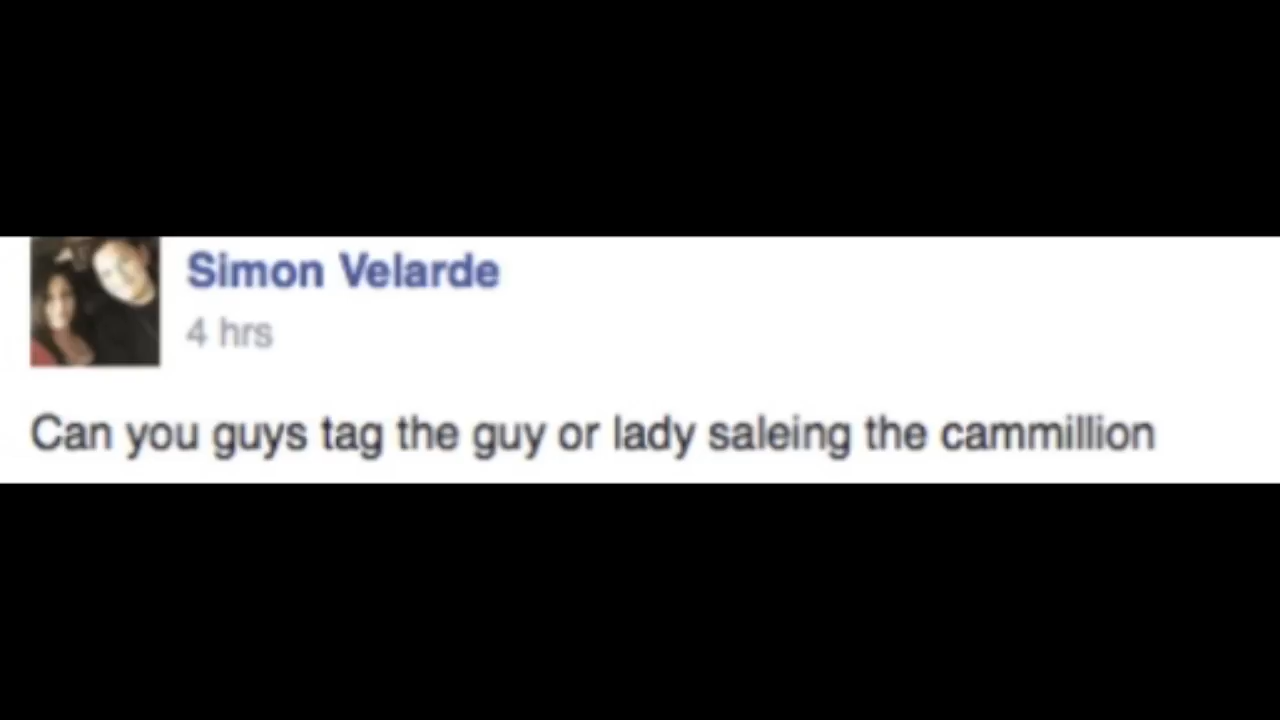 Simon Velarde
4 hrs
Can you guys tag the guy or lady saleing the cammillion